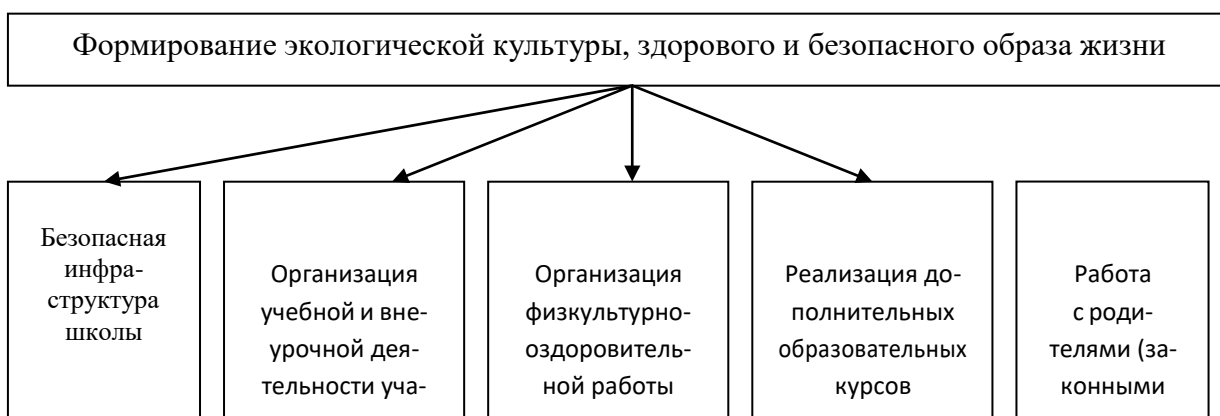 Формирование экологической культуры, здорового и безопасного образа жизни
Безопасная
инфра-
структура
школы
Организация
учебной и вне-
урочной дея-
тельности уча-
Организация
физкультурно-
оздоровитель-
ной работы
Реализация до-
полнительных
образовательных
курсов
Работа
с роди-
телями (за-
конными